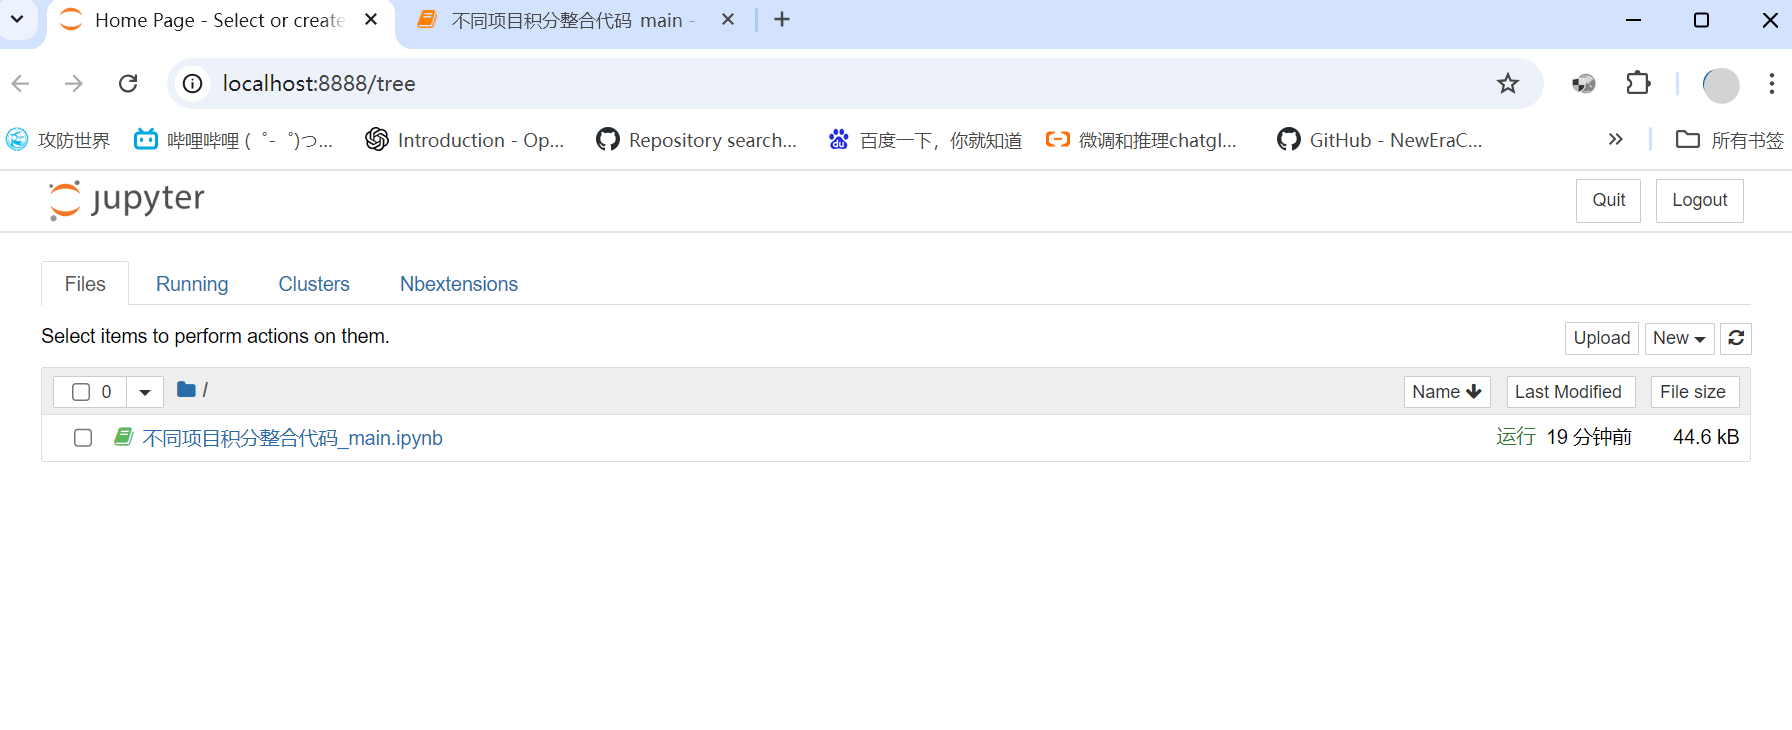 Home Page - Select or create
不同项目积分整合代码_main -
localhost:8888/tree
攻防世界
哔哩哔哩 ( ゜- ゜)つ...
Introduction - Op...
Repository search...
百度一下，你就知道
微调和推理chatgl...
GitHub - NewEraC...
所有书签
jupyter
Quit
Logout
Files
Running
Clusters
Nbextensions
Select items to perform actions on them.
Upload
New
0
/
Name
Last Modified
File size
不同项目积分整合代码_main.ipynb
运行
19 分钟前
44.6 kB